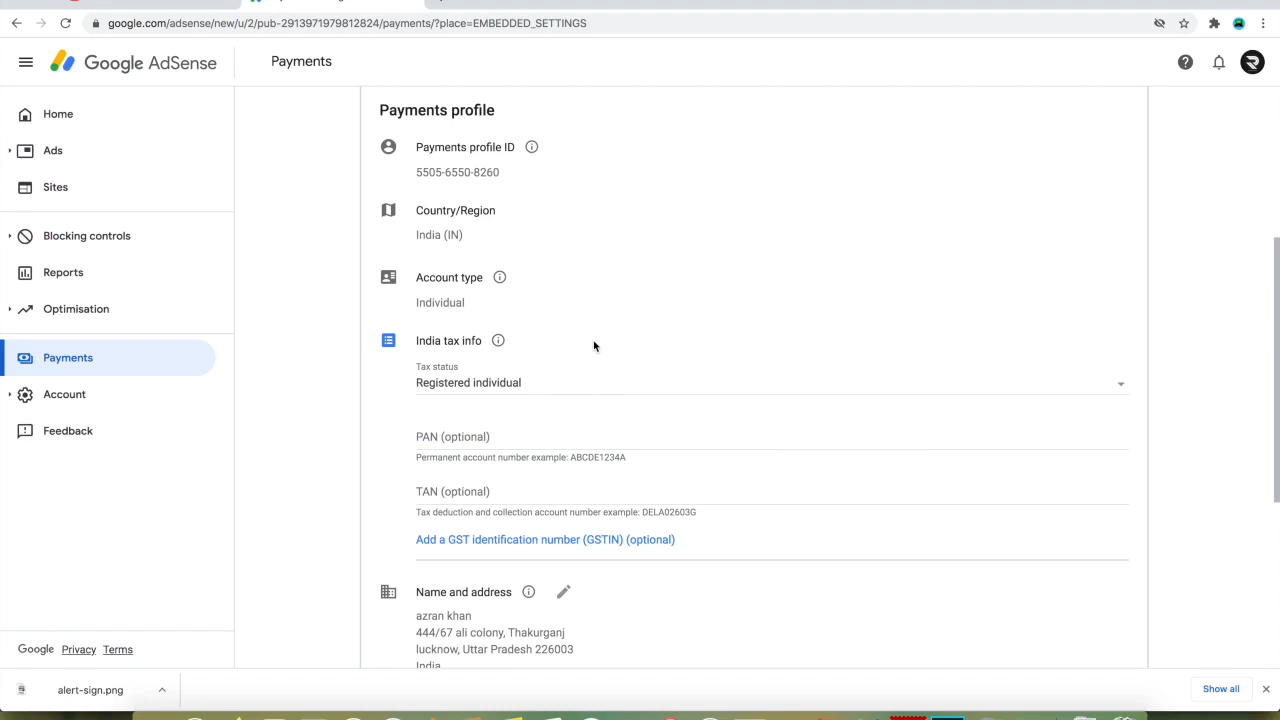 google.com/adsense/new/u/2/pub-2913971979812824/payments/?place=EMBEDDED_SETTINGS
Google AdSense
Payments
Home
Ads
Sites
Blocking controls
Reports
Optimisation
Payments
Account
Feedback
Google Privacy Terms
Payments profile
Payments profile ID
5505-6550-8260
Country/Region
India (IN)
Account type
Individual
India tax info
Tax status
Registered individual
PAN (optional)
Permanent account number example: ABCDE1234A
TAN (optional)
Tax deduction and collection account number example: DELA02603G
Add a GST identification number (GSTIN) (optional)
Name and address
azran khan
444/67 ali colony, Thakurganj
lucknow, Uttar Pradesh 226003
India
alert-sign.png
Show all